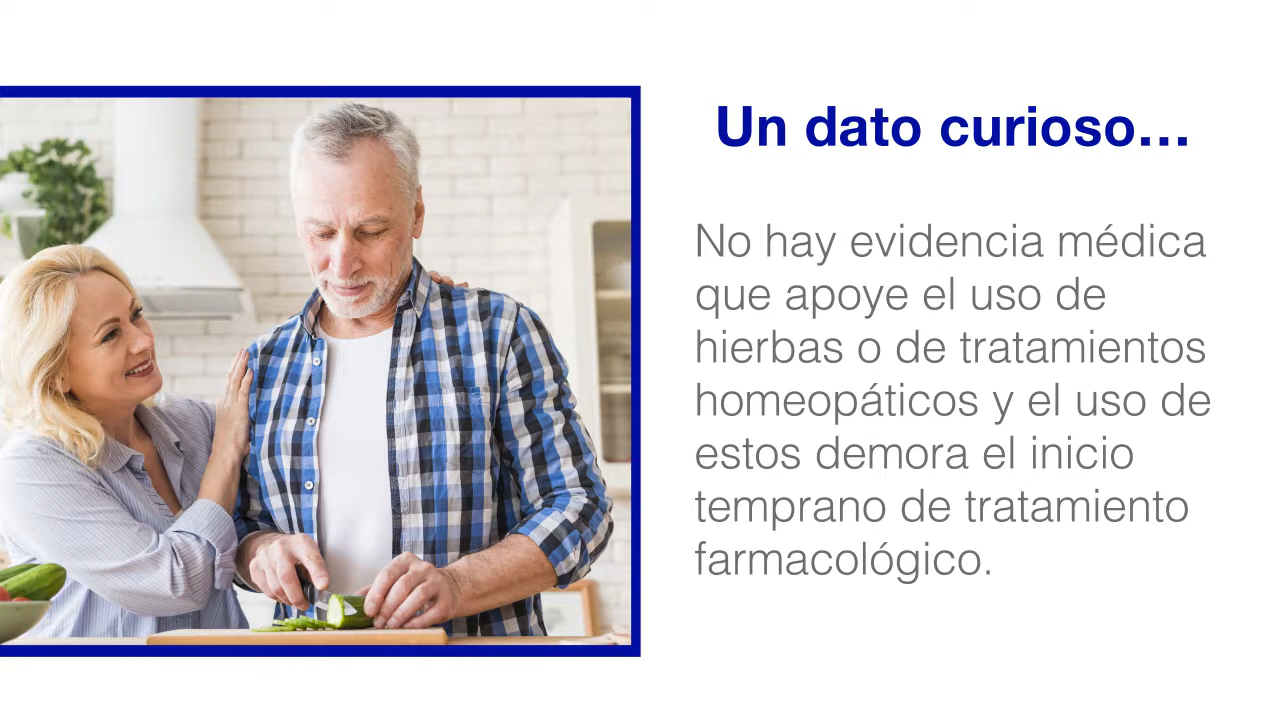 Un dato curioso...
No hay evidencia médica
que apoye el uso de
hierbas o de tratamientos
homeopáticos y el uso de
estos demora el inicio
temprano de tratamiento
farmacológico.